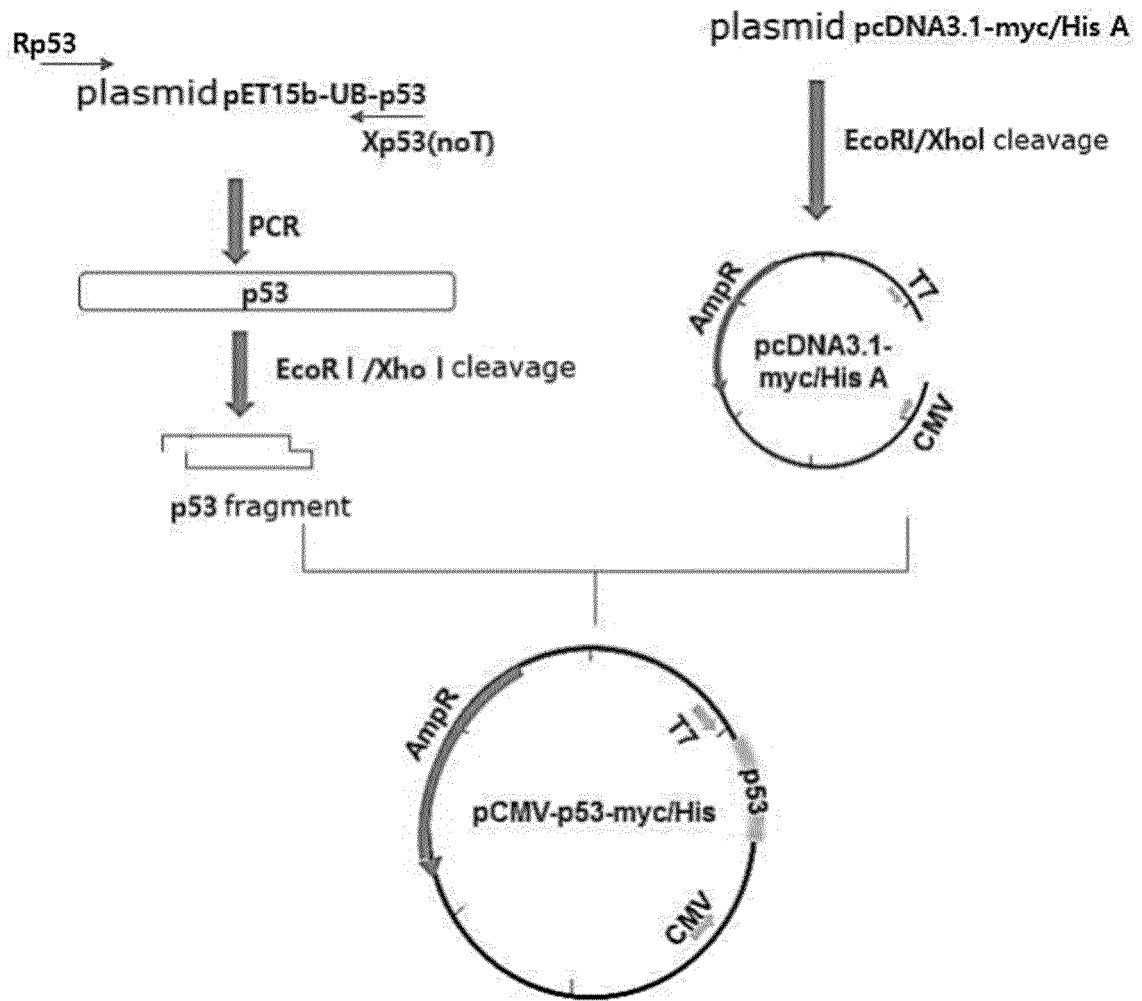 Rp53
plasmid pET15b-UB-p53
Xp53(noT)
PCR
p53
EcoR I /Xho I cleavage
p53 fragment
plasmid pcDNA3.1-myc/His A
EcoRI/XhoI cleavage
AmpR
T7
pcDNA3.1-
myc/His A
CMV
AmpR
T7
p53
pCMV-p53-myc/His
CMV